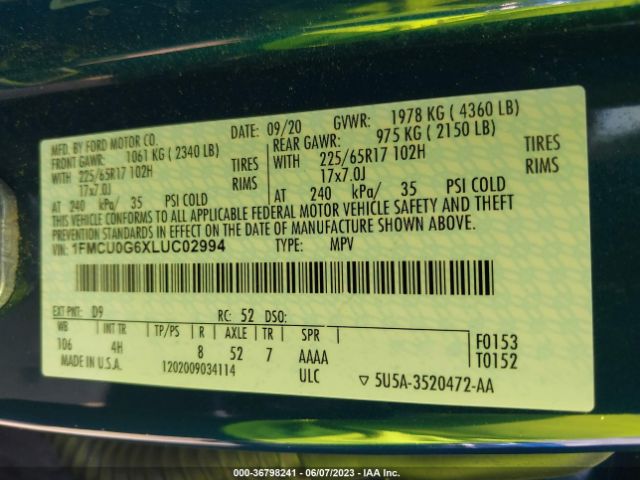 MFD. BY FORD MOTOR CO. DATE: 09/20 GVWR: 1978 KG ( 4360 LB)
FRONT GAWR: 1061 KG ( 2340 LB) REAR GAWR: 975 KG ( 2150 LB)
WITH 225/65R17 102H TIRES WITH 225/65R17 102H TIRES
17x7.0J RIMS 17x7.0J RIMS
AT 240 kPa/ 35 PSI COLD AT 240 kPa/ 35 PSI COLD
THIS VEHICLE CONFORMS TO ALL APPLICABLE FEDERAL MOTOR VEHICLE SAFETY AND THEFT
PREVENTION STANDARDS IN EFFECT ON THE DATE OF MANUFACTURE SHOWN ABOVE.
VIN: 1FMCU0G6XLUC02994 TYPE: MPV
EXT PNT: D9 RC: 52 DSO:
WB INT TR TP/PS R AXLE TR SPR F0153
106 4H 8 52 7 AAAA T0152
MADE IN U.S.A. 1202009034114 ULC ▽ 5U5A-3520472-AA
000-36798241 - 06/07/2023 - IAA Inc.